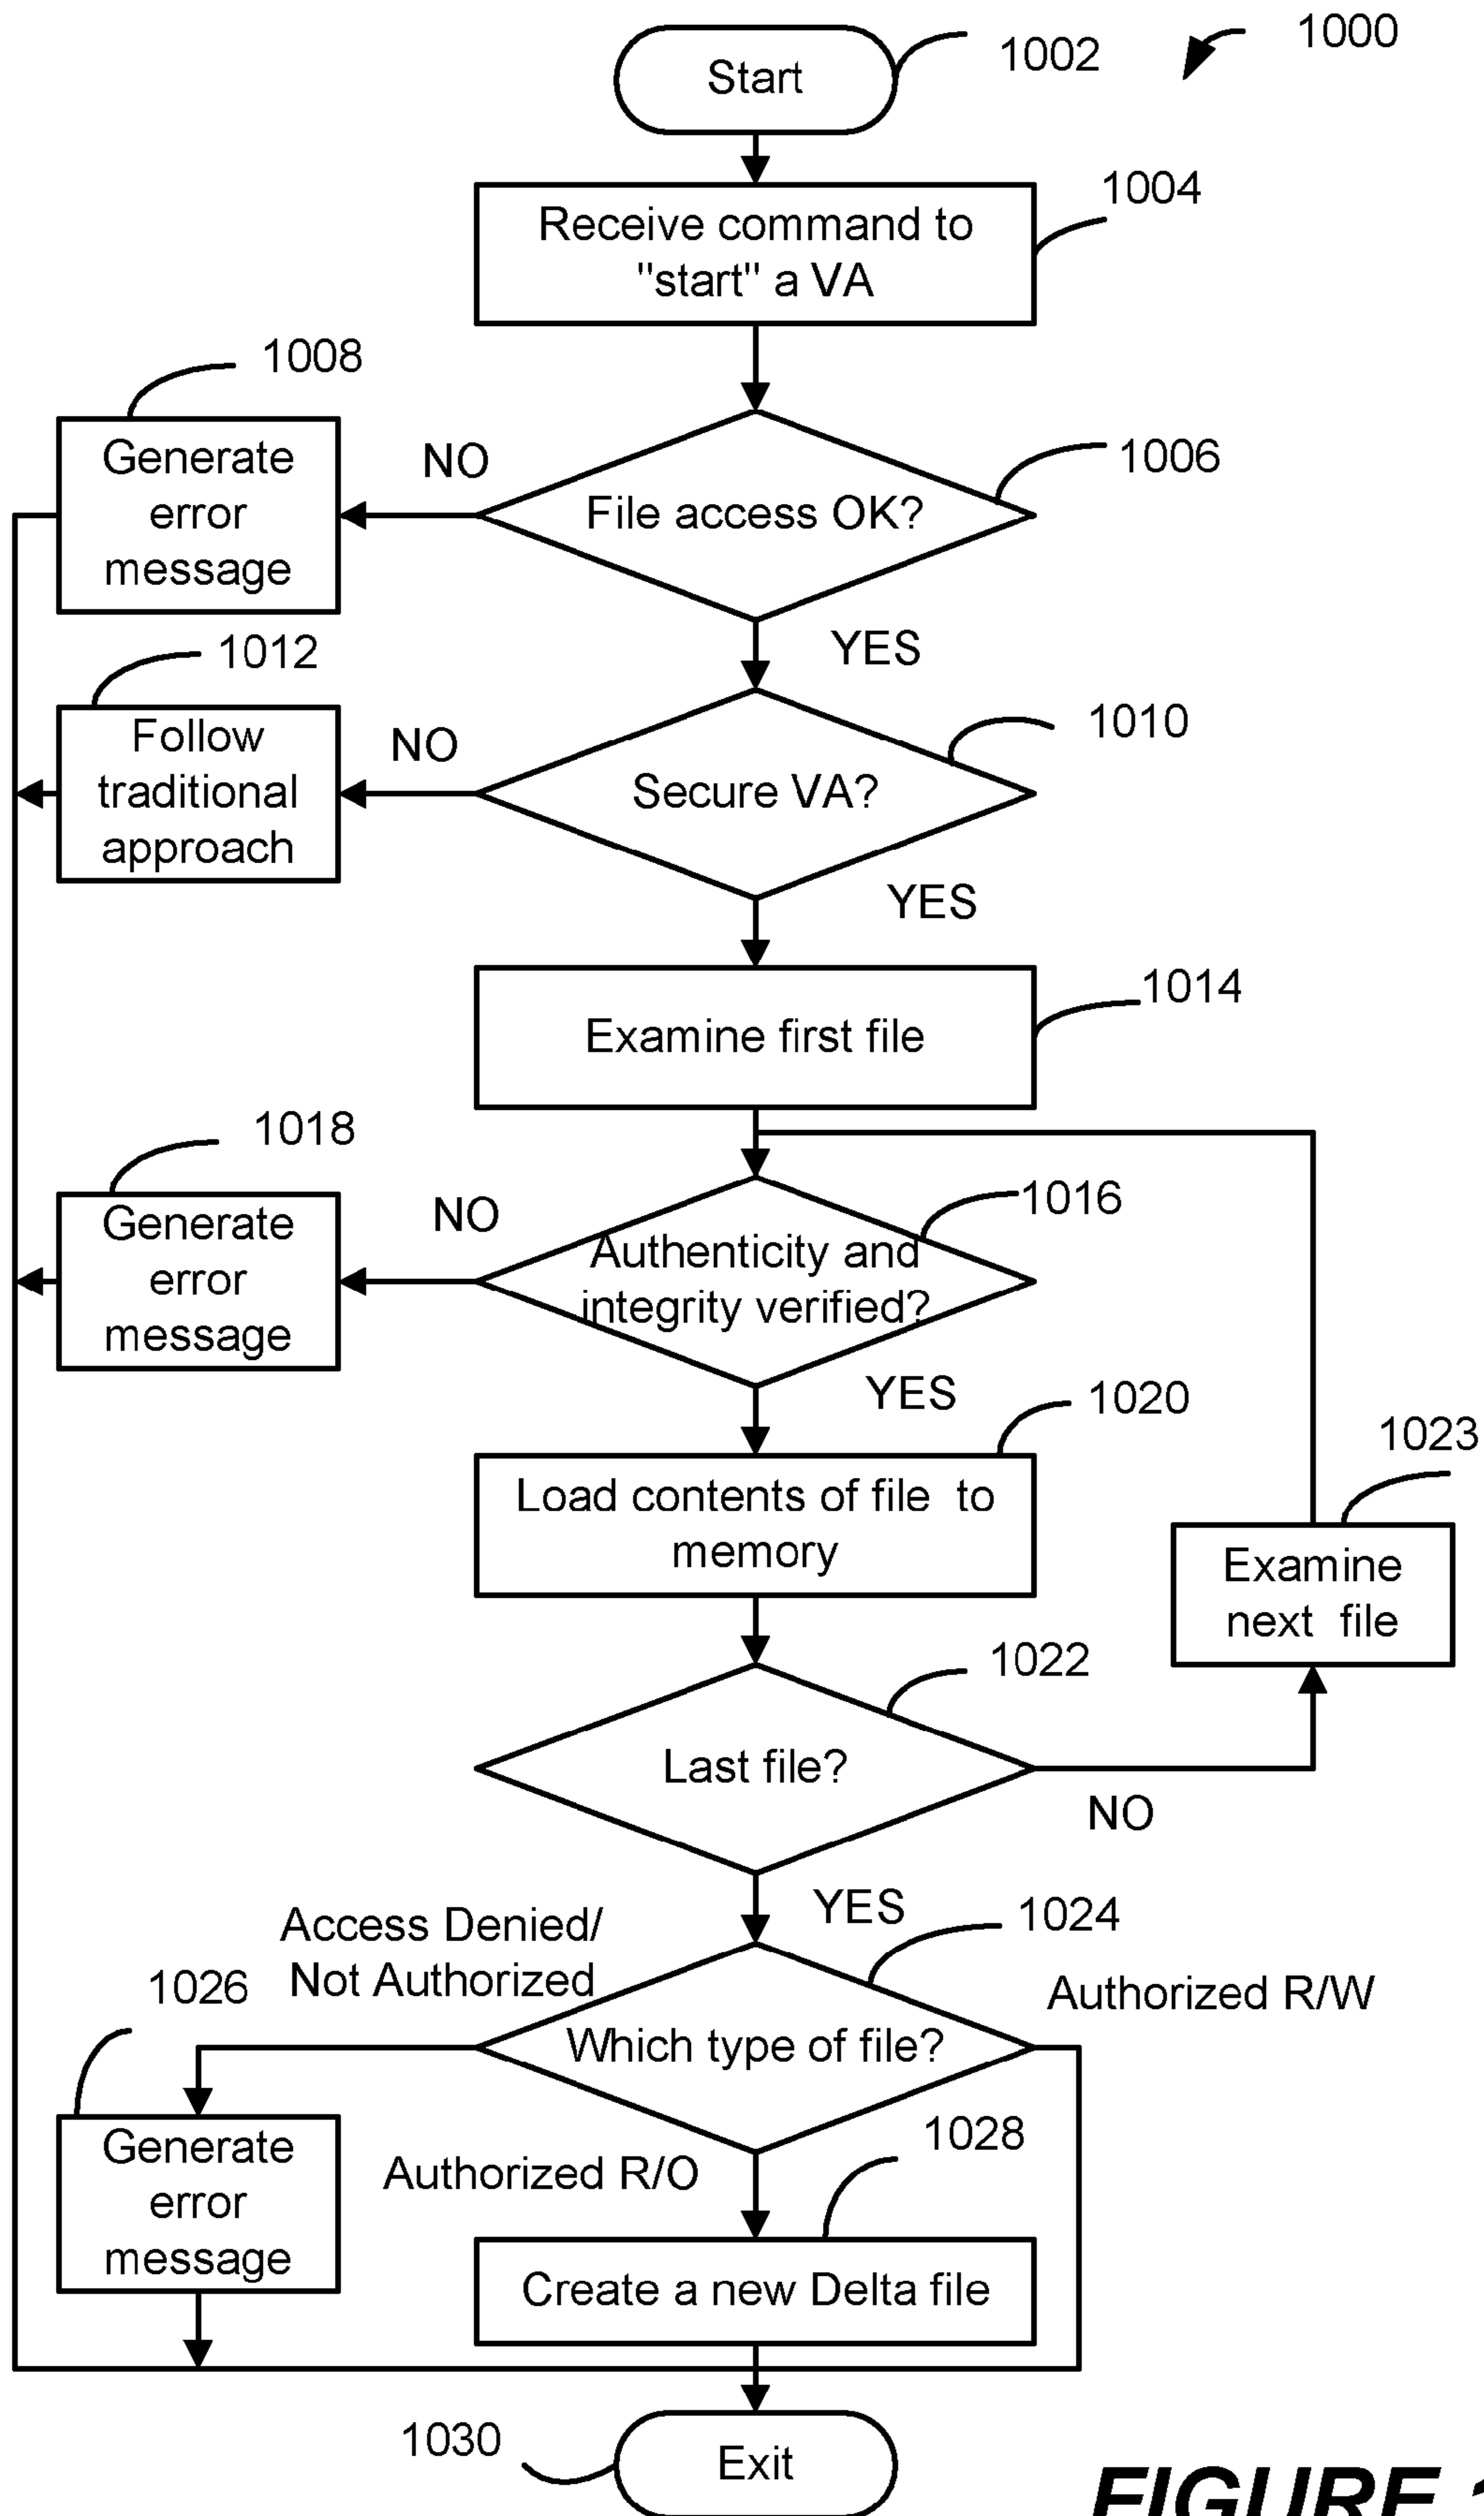 1000
Start
1002
Receive command to
"start" a VA
1004
1008
Generate
error
message
NO
File access OK?
1006
YES
1012
Follow
traditional
approach
NO
Secure VA?
1010
YES
Examine first file
1014
1018
Generate
error
message
NO
Authenticity and
integrity verified?
1016
YES
1020
Load contents of file to
memory
1023
Examine
next file
1022
Last file?
NO
YES
1024
Access Denied/
Not Authorized
1026
Authorized R/W
Which type of file?
Generate
error
message
Authorized R/O
1028
Create a new Delta file
1030
Exit
FIGURE